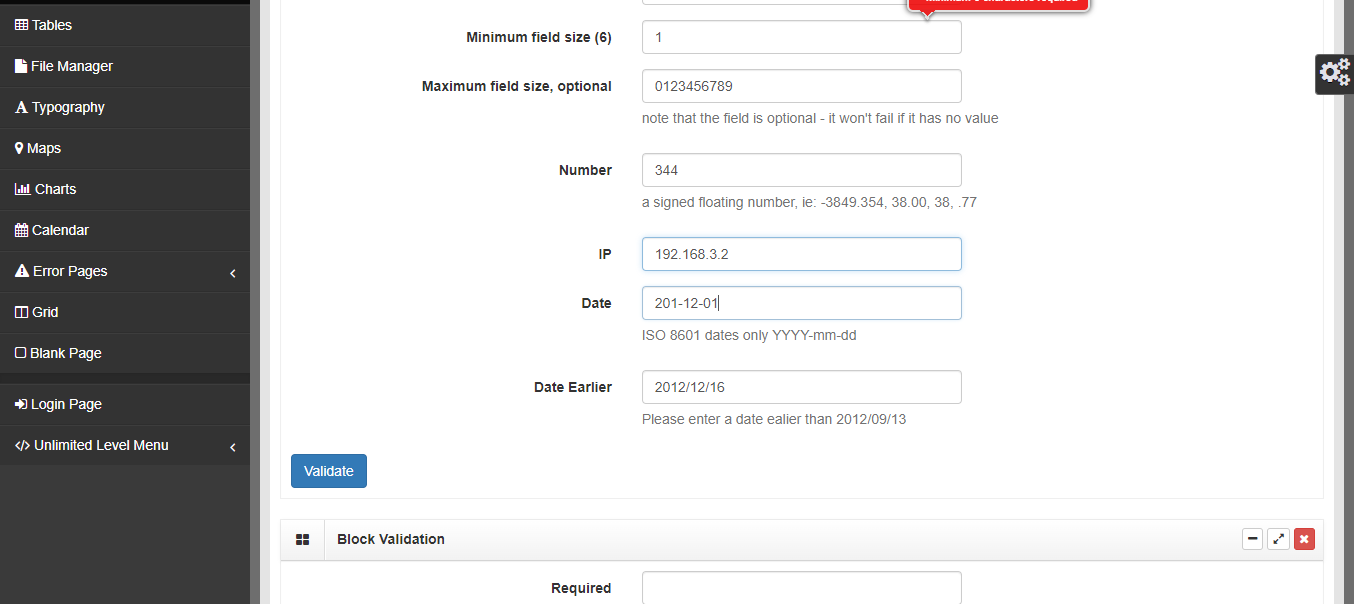 Tables
File Manager
Typography
Maps
Charts
Calendar
Error Pages
Grid
Blank Page
Login Page
Unlimited Level Menu
Minimum field size (6)
1
Maximum field size, optional
0123456789
note that the field is optional - it won't fail if it has no value
Number
344
a signed floating number, ie: -3849.354, 38.00, 38, .77
IP
192.168.3.2
Date
201-12-01
ISO 8601 dates only YYYY-mm-dd
Date Earlier
2012/12/16
Please enter a date ealier than 2012/09/13
Validate
Block Validation
Required